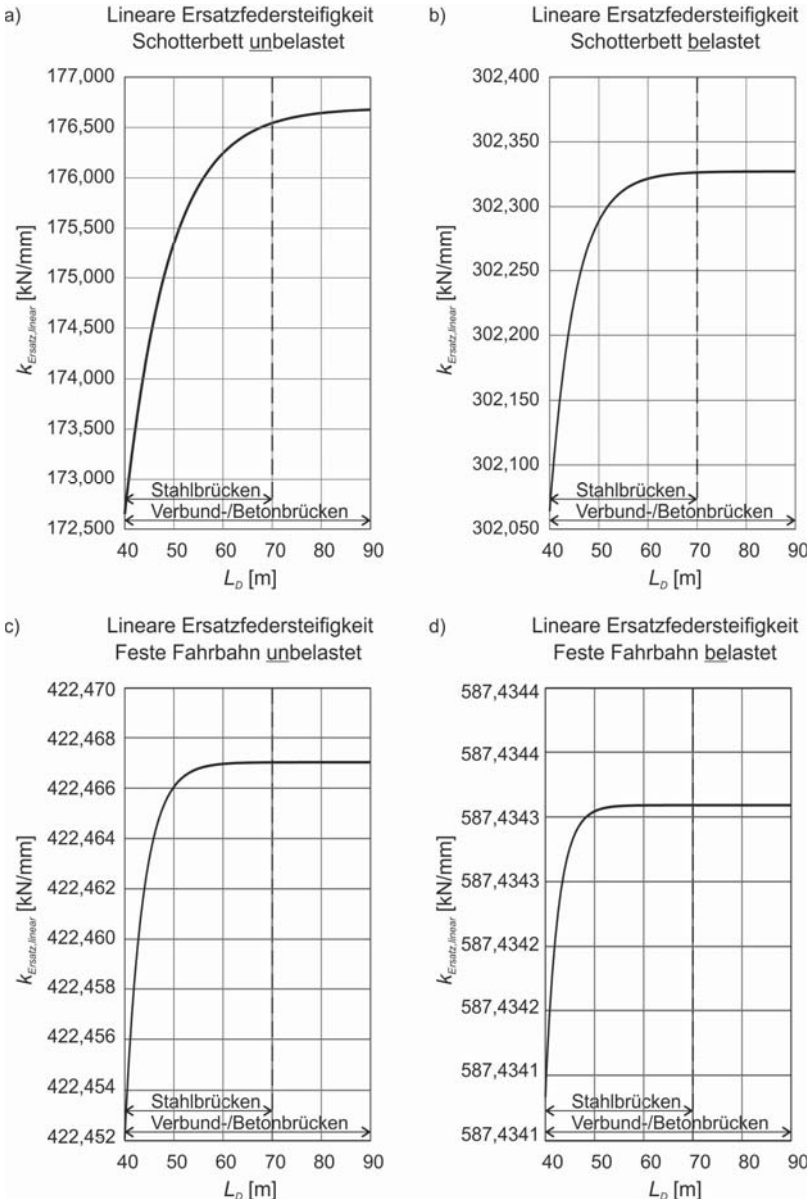 a) Lineare Ersatzfedersteifigkeit
Schotterbett unbelastet
177,000
176,500
176,000
175,500
175,000
174,500
174,000
173,500
173,000
172,500
k_Ersatz,linear [kN/mm]
Stahlbrücken
Verbund-/Betonbrücken
40 50 60 70 80 90
L_D [m]
b) Lineare Ersatzfedersteifigkeit
Schotterbett belastet
302,400
302,350
302,300
302,250
302,200
302,150
302,100
302,050
k_Ersatz,linear [kN/mm]
Stahlbrücken
Verbund-/Betonbrücken
40 50 60 70 80 90
L_D [m]
c) Lineare Ersatzfedersteifigkeit
Feste Fahrbahn unbelastet
422,470
422,468
422,466
422,464
422,462
422,460
422,458
422,456
422,454
422,452
k_Ersatz,linear [kN/mm]
Stahlbrücken
Verbund-/Betonbrücken
40 50 60 70 80 90
L_D [m]
d) Lineare Ersatzfedersteifigkeit
Feste Fahrbahn belastet
587,4344
587,4344
587,4343
587,4343
587,4342
587,4342
587,4341
587,4341
k_Ersatz,linear [kN/mm]
Stahlbrücken
Verbund-/Betonbrücken
40 50 60 70 80 90
L_D [m]